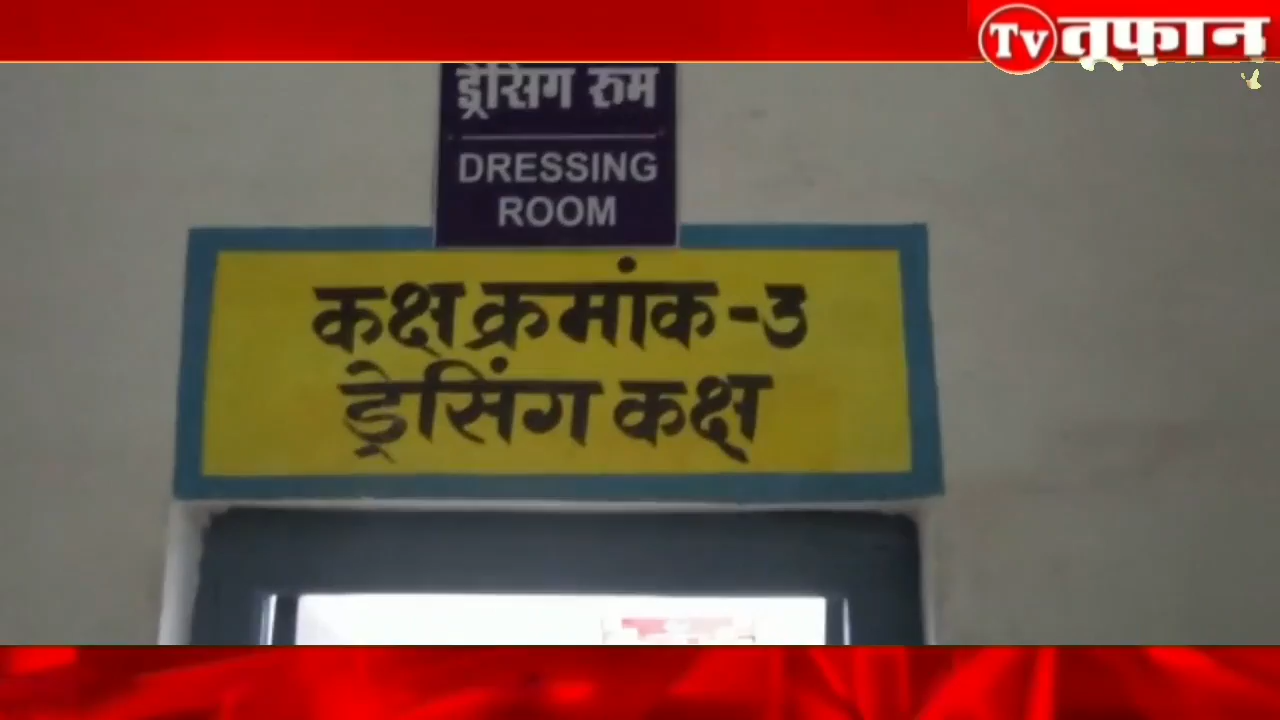 Tv तूफान
ड्रेसिंग रुम
DRESSING
ROOM
कक्ष क्रमांक-3
ड्रेसिंग कक्ष